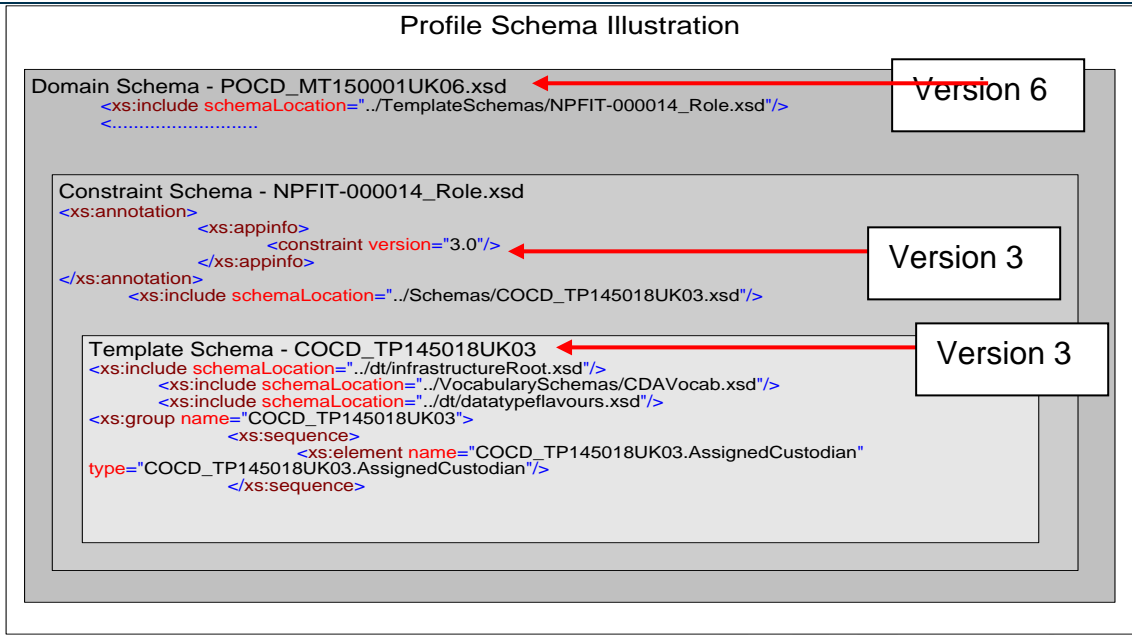 Profile Schema Illustration
Domain Schema - POCD_MT150001UK06.xsd
Version 6
<xs:include schemaLocation="../TemplateSchemas/NPFIT-000014_Role.xsd"/>
<...........................
Constraint Schema - NPFIT-000014_Role.xsd
<xs:annotation>
<xs:appinfo>
<constraint version="3.0"/>
Version 3
</xs:appinfo>
</xs:annotation>
<xs:include schemaLocation="../Schemas/COCD_TP145018UK03.xsd"/>
Template Schema - COCD_TP145018UK03
Version 3
<xs:include schemaLocation="../dt/infrastructureRoot.xsd"/>
<xs:include schemaLocation="../VocabularySchemas/CDAVocab.xsd"/>
<xs:include schemaLocation="../dt/datatypeflavours.xsd"/>
<xs:group name="COCD_TP145018UK03">
<xs:sequence>
<xs:element name="COCD_TP145018UK03.AssignedCustodian"
type="COCD_TP145018UK03.AssignedCustodian"/>
</xs:sequence>